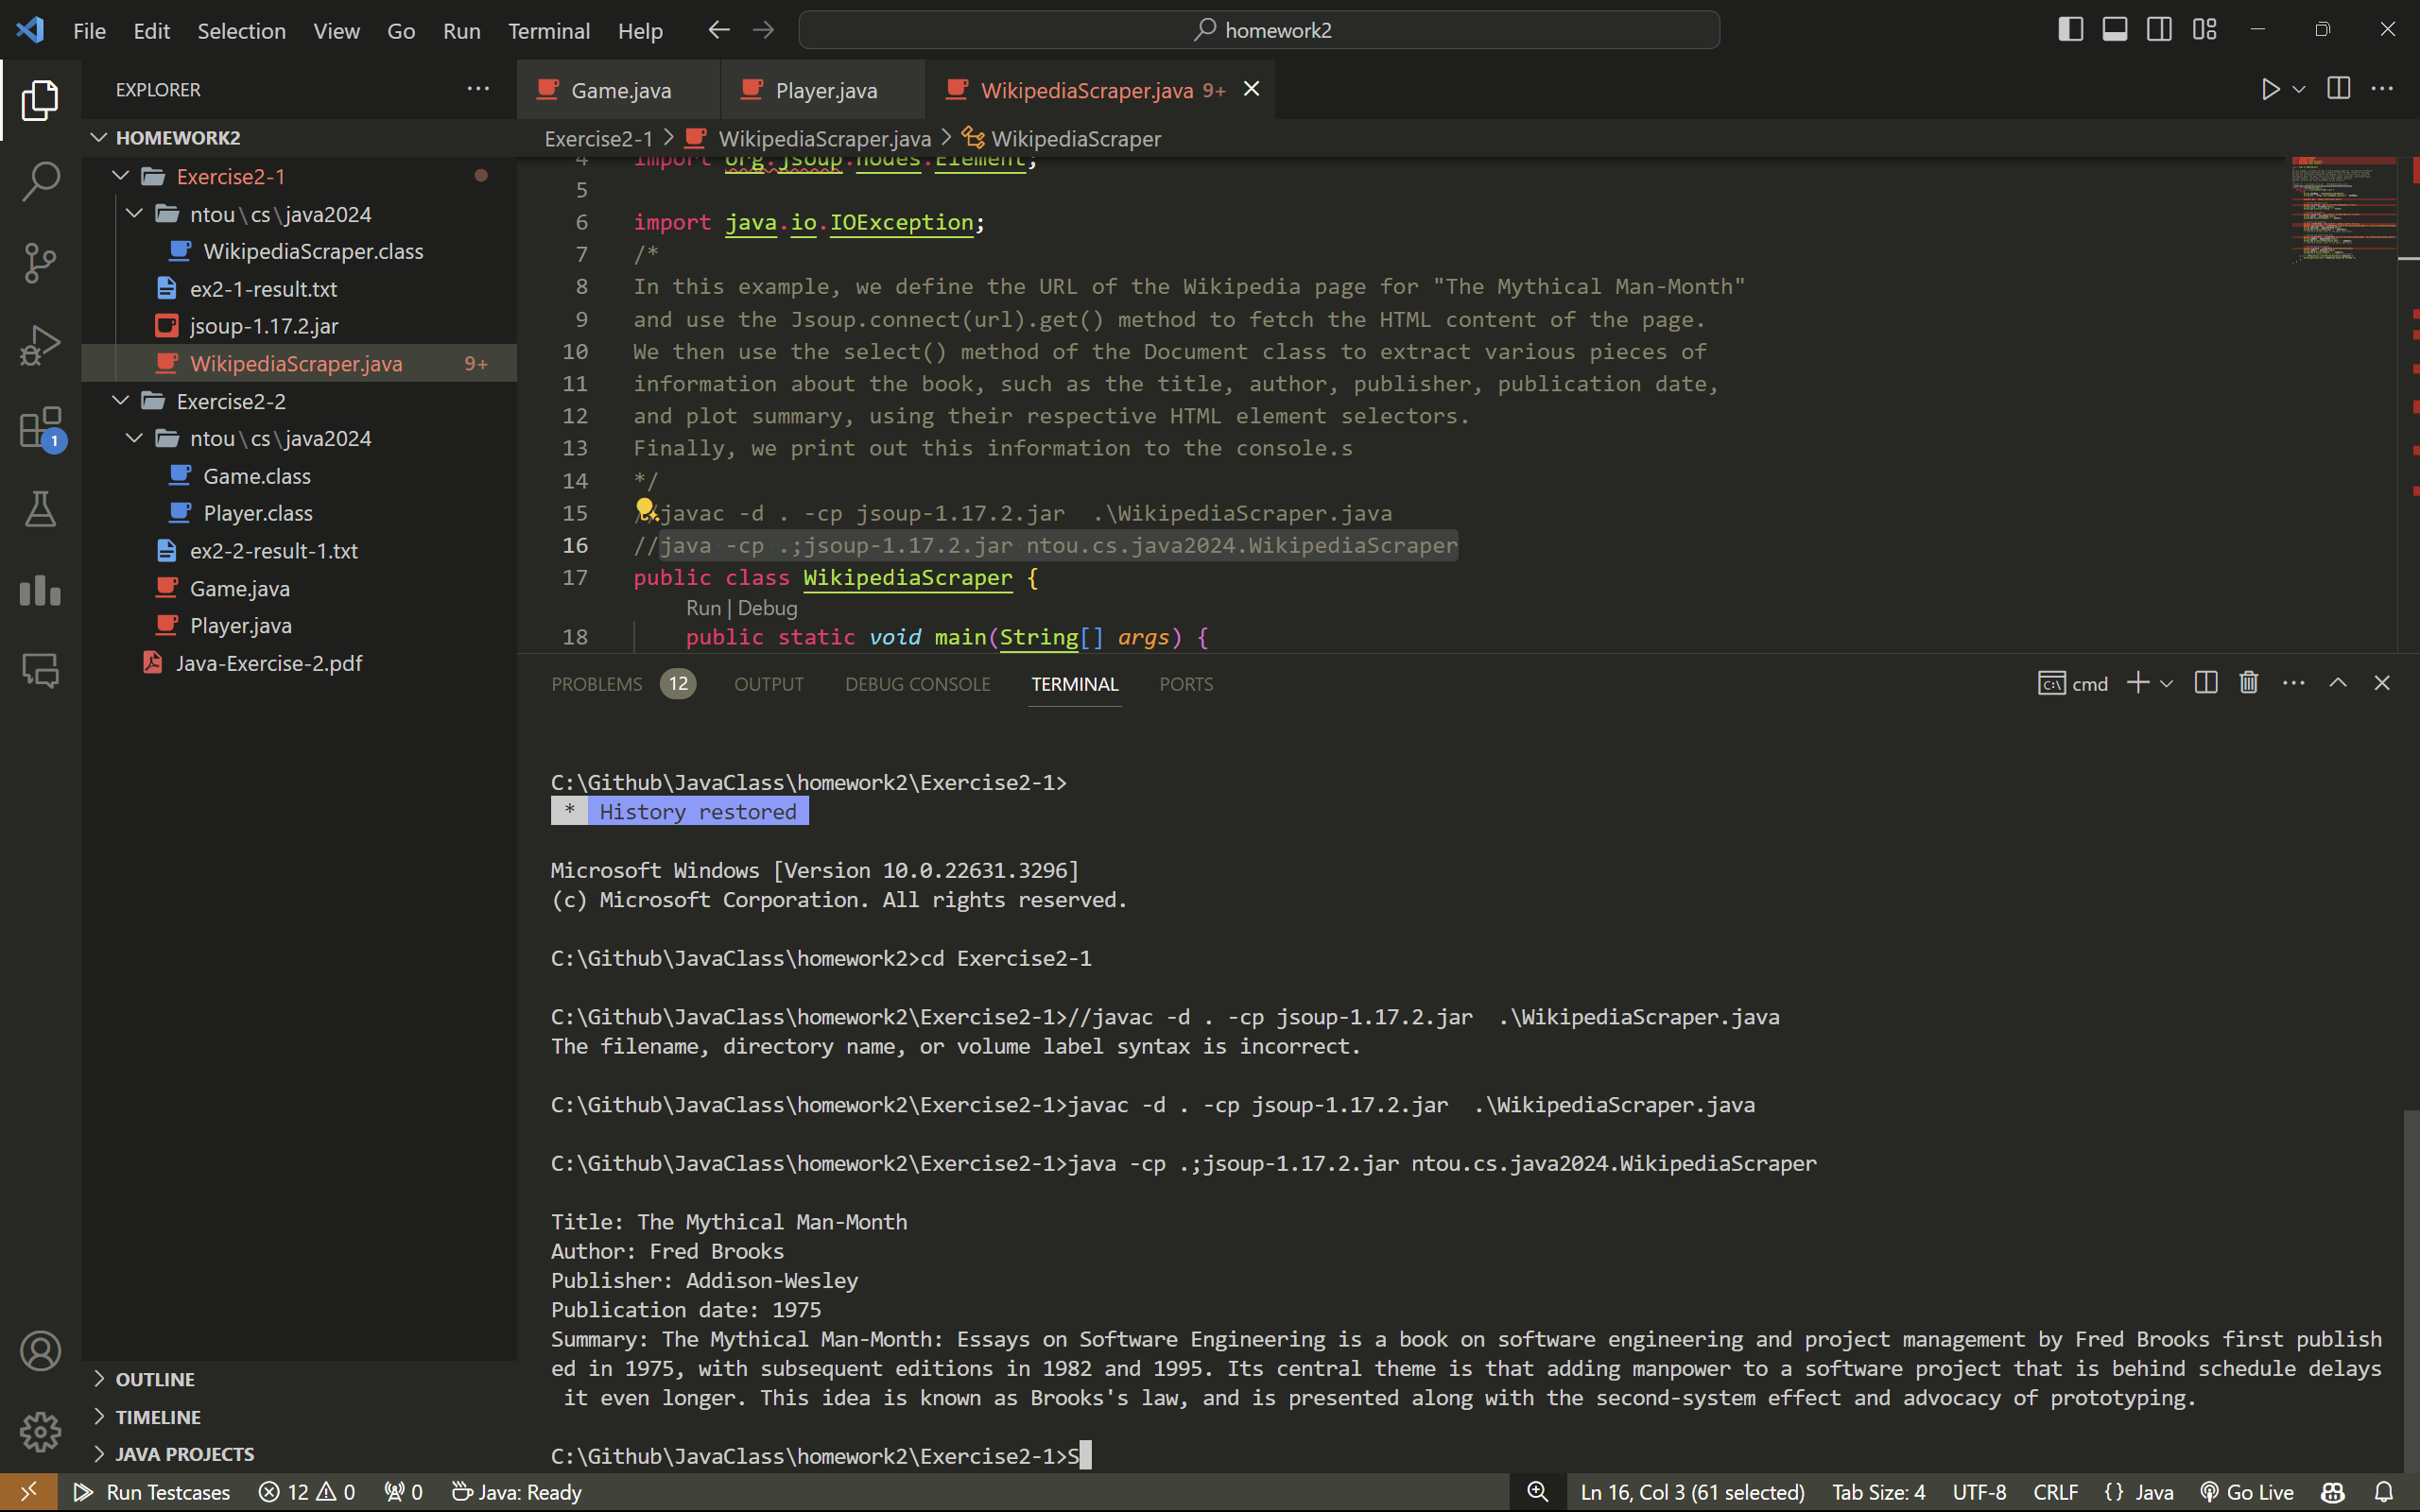 File Edit Selection View Go Run Terminal Help homework2
EXPLORER
HOMEWORK2
Exercise2-1
ntou\cs\java2024
WikipediaScraper.class
ex2-1-result.txt
jsoup-1.17.2.jar
WikipediaScraper.java 9+
Exercise2-2
ntou\cs\java2024
Game.class
Player.class
ex2-2-result-1.txt
Game.java
Player.java
Java-Exercise-2.pdf
1
OUTLINE
TIMELINE
JAVA PROJECTS
Game.java Player.java WikipediaScraper.java 9+
Exercise2-1 > WikipediaScraper.java > WikipediaScraper
4 import org.jsoup.nodes.Element;
5
6 import java.io.IOException;
7 /*
8 In this example, we define the URL of the Wikipedia page for "The Mythical Man-Month"
9 and use the Jsoup.connect(url).get() method to fetch the HTML content of the page.
10 We then use the select() method of the Document class to extract various pieces of
11 information about the book, such as the title, author, publisher, publication date,
12 and plot summary, using their respective HTML element selectors.
13 Finally, we print out this information to the console.s
14 */
15 //javac -d . -cp jsoup-1.17.2.jar  .\WikipediaScraper.java
16 //java -cp .;jsoup-1.17.2.jar ntou.cs.java2024.WikipediaScraper
17 public class WikipediaScraper {
Run | Debug
18 public static void main(String[] args) {
PROBLEMS 12 OUTPUT DEBUG CONSOLE TERMINAL PORTS cmd
C:\Github\JavaClass\homework2\Exercise2-1>
* History restored
Microsoft Windows [Version 10.0.22631.3296]
(c) Microsoft Corporation. All rights reserved.
C:\Github\JavaClass\homework2>cd Exercise2-1
C:\Github\JavaClass\homework2\Exercise2-1>//javac -d . -cp jsoup-1.17.2.jar  .\WikipediaScraper.java
The filename, directory name, or volume label syntax is incorrect.
C:\Github\JavaClass\homework2\Exercise2-1>javac -d . -cp jsoup-1.17.2.jar  .\WikipediaScraper.java
C:\Github\JavaClass\homework2\Exercise2-1>java -cp .;jsoup-1.17.2.jar ntou.cs.java2024.WikipediaScraper
Title: The Mythical Man-Month
Author: Fred Brooks
Publisher: Addison-Wesley
Publication date: 1975
Summary: The Mythical Man-Month: Essays on Software Engineering is a book on software engineering and project management by Fred Brooks first publish
ed in 1975, with subsequent editions in 1982 and 1995. Its central theme is that adding manpower to a software project that is behind schedule delays
it even longer. This idea is known as Brooks's law, and is presented along with the second-system effect and advocacy of prototyping.
C:\Github\JavaClass\homework2\Exercise2-1>S
Run Testcases 12 0 0 Java: Ready Ln 16, Col 3 (61 selected) Tab Size: 4 UTF-8 CRLF {} Java Go Live